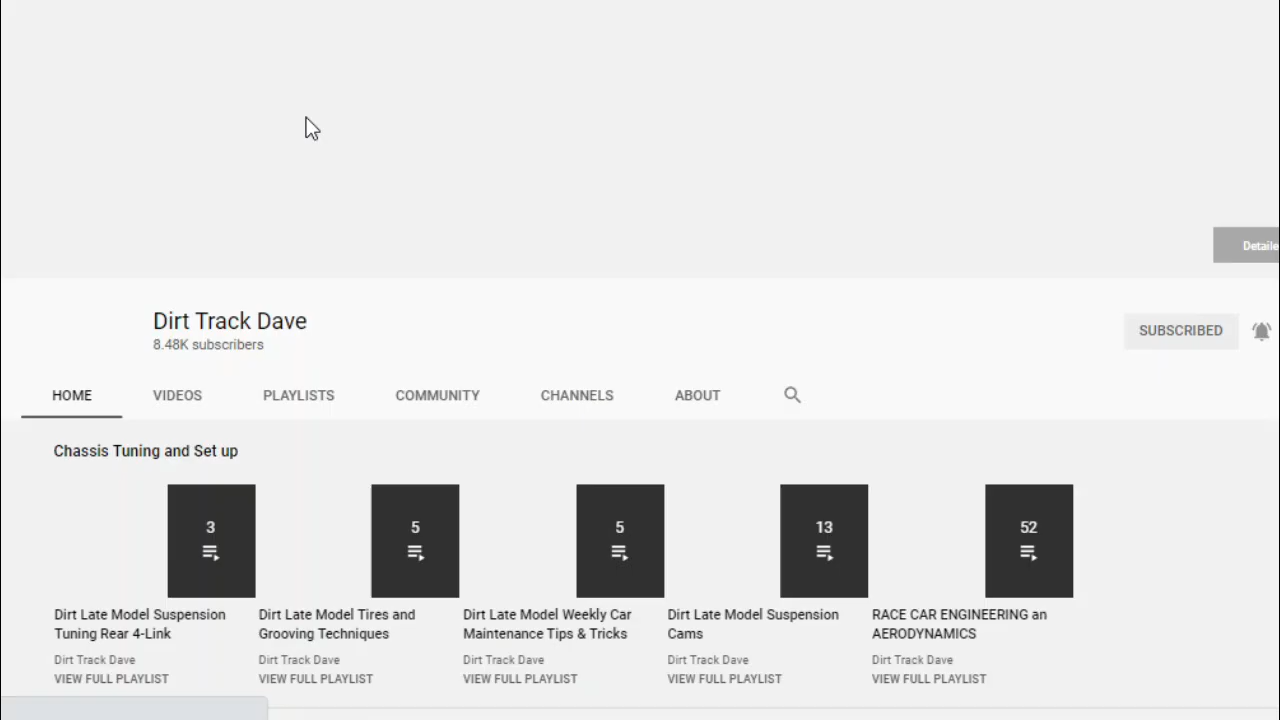 Detaile
Dirt Track Dave
8.48K subscribers
SUBSCRIBED
HOME VIDEOS PLAYLISTS COMMUNITY CHANNELS ABOUT
Chassis Tuning and Set up
3 5 5 13 52
Dirt Late Model Suspension
Tuning Rear 4-Link
Dirt Track Dave
VIEW FULL PLAYLIST
Dirt Late Model Tires and
Grooving Techniques
Dirt Track Dave
VIEW FULL PLAYLIST
Dirt Late Model Weekly Car
Maintenance Tips & Tricks
Dirt Track Dave
VIEW FULL PLAYLIST
Dirt Late Model Suspension
Cams
Dirt Track Dave
VIEW FULL PLAYLIST
RACE CAR ENGINEERING an
AERODYNAMICS
Dirt Track Dave
VIEW FULL PLAYLIST